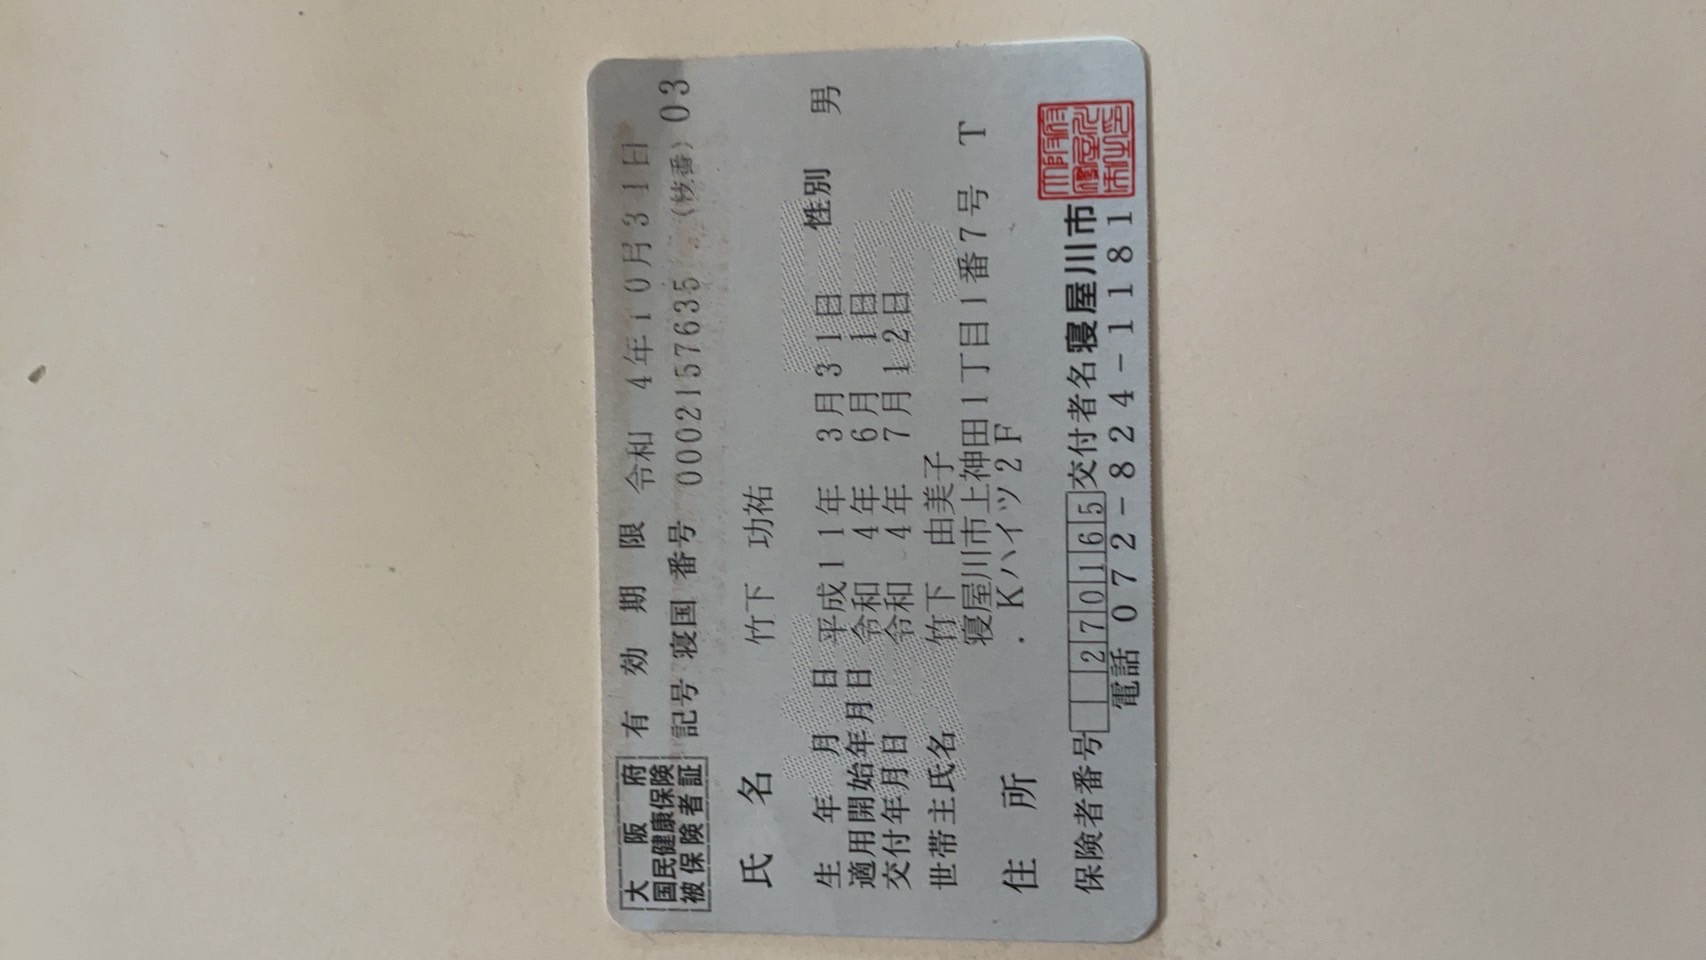 大阪府
国民健康保険
被保険者証
有効期限 令和 4年10月31日
記号 寝国 番号 0002157635 (枝番) 03
氏名 竹下 功祐
生年月日 平成11年 3月31日 性別 男
適用開始年月日 令和 4年 6月 1日
交付年月日 令和 4年 7月12日
世帯主氏名 竹下 由美子
住所 寝屋川市上神田1丁目1番7号 T
.Kハイツ2F
保険者番号 270165 交付者名 寝屋川市
電話 072-824-1181